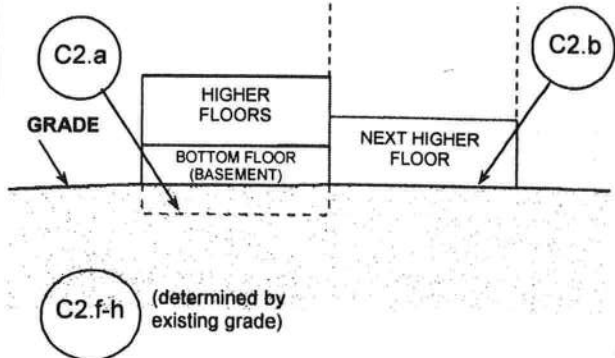 C2.a
C2.b
HIGHER
FLOORS
GRADE
BOTTOM FLOOR
(BASEMENT)
NEXT HIGHER
FLOOR
C2.f-h
(determined by
existing grade)